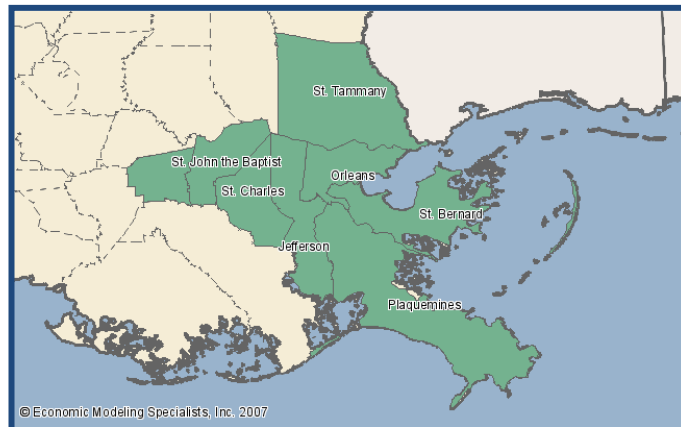 St. Tammany
St. John the Baptist
Orleans
St. Charles
St. Bernard
Jefferson
Plaquemines
© Economic Modeling Specialists, Inc. 2007